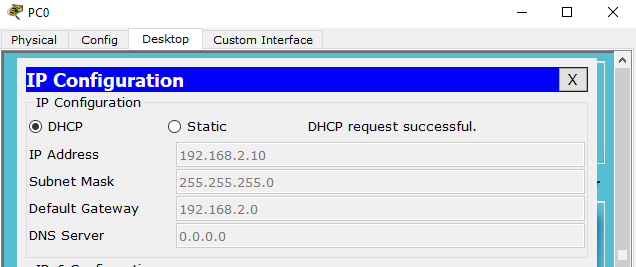 PC0
Physical Config Desktop Custom Interface
IP Configuration X
IP Configuration
DHCP Static DHCP request successful.
IP Address 192.168.2.10
Subnet Mask 255.255.255.0
Default Gateway 192.168.2.0
DNS Server 0.0.0.0